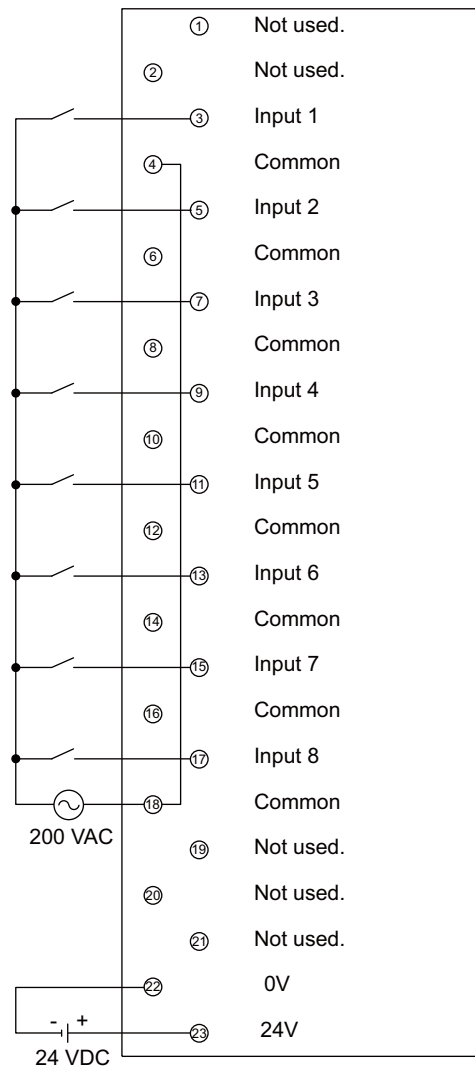 ① Not used.
② Not used.
③ Input 1
④ Common
⑤ Input 2
⑥ Common
⑦ Input 3
⑧ Common
⑨ Input 4
⑩ Common
⑪ Input 5
⑫ Common
⑬ Input 6
⑭ Common
⑮ Input 7
⑯ Common
⑰ Input 8
⑱ Common
200 VAC
⑲ Not used.
⑳ Not used.
㉑ Not used.
㉒ 0V
- +
㉓ 24V
24 VDC